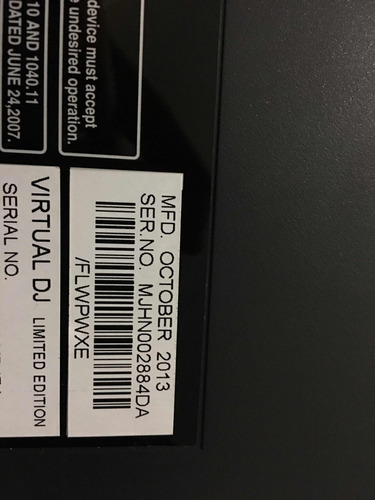 device must accept
undesired operation.
10 AND 1040.11
DATED JUNE 24,2007.
MFD. OCTOBER 2013
SER.NO. MJHN002884DA
/FLWPWXE
VIRTUAL DJ LIMITED EDITION
SERIAL NO.